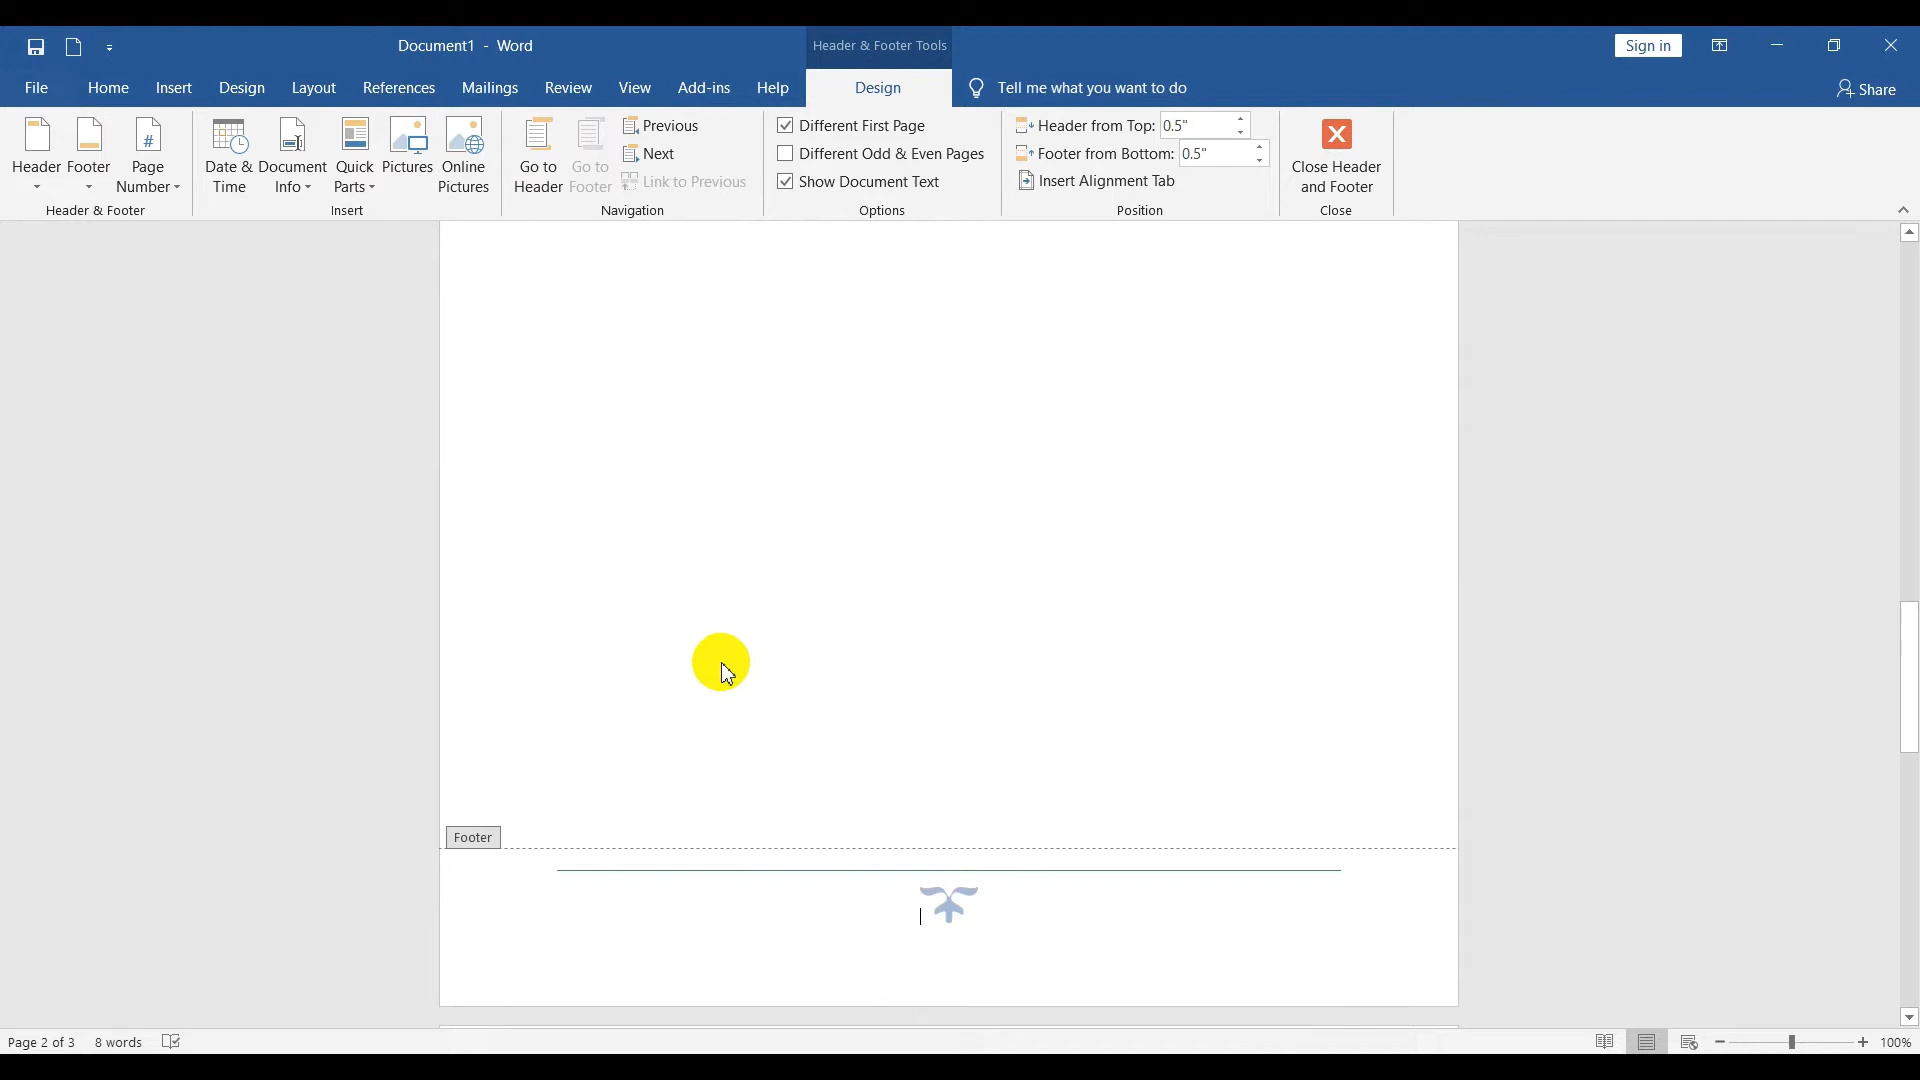 Document1 - Word
Header & Footer Tools
Sign in
File Home Insert Design Layout References Mailings Review View Add-ins Help Design Tell me what you want to do Share
Header
Footer
Page Number
Header & Footer
Date & Time
Document Info
Quick Parts
Pictures
Online Pictures
Insert
Go to Header
Go to Footer
Previous
Next
Link to Previous
Navigation
Different First Page
Different Odd & Even Pages
Show Document Text
Options
Header from Top: 0.5"
Footer from Bottom: 0.5"
Insert Alignment Tab
Position
Close Header and Footer
Close
Footer
Page 2 of 3 8 words 100%